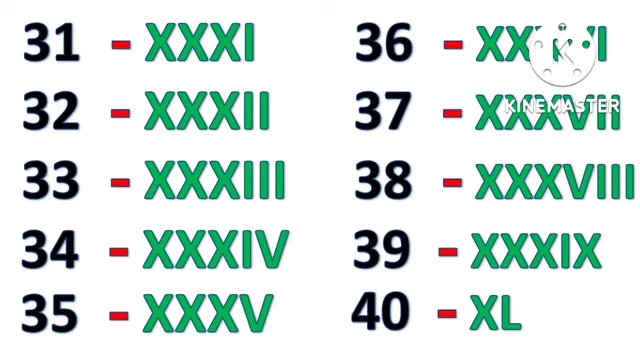 31 - XXXI
32 - XXXII
33 - XXXIII
34 - XXXIV
35 - XXXV
36 - XXXVI
KINEMASTER
37 - XXXVII
38 - XXXVIII
39 - XXXIX
40 - XL